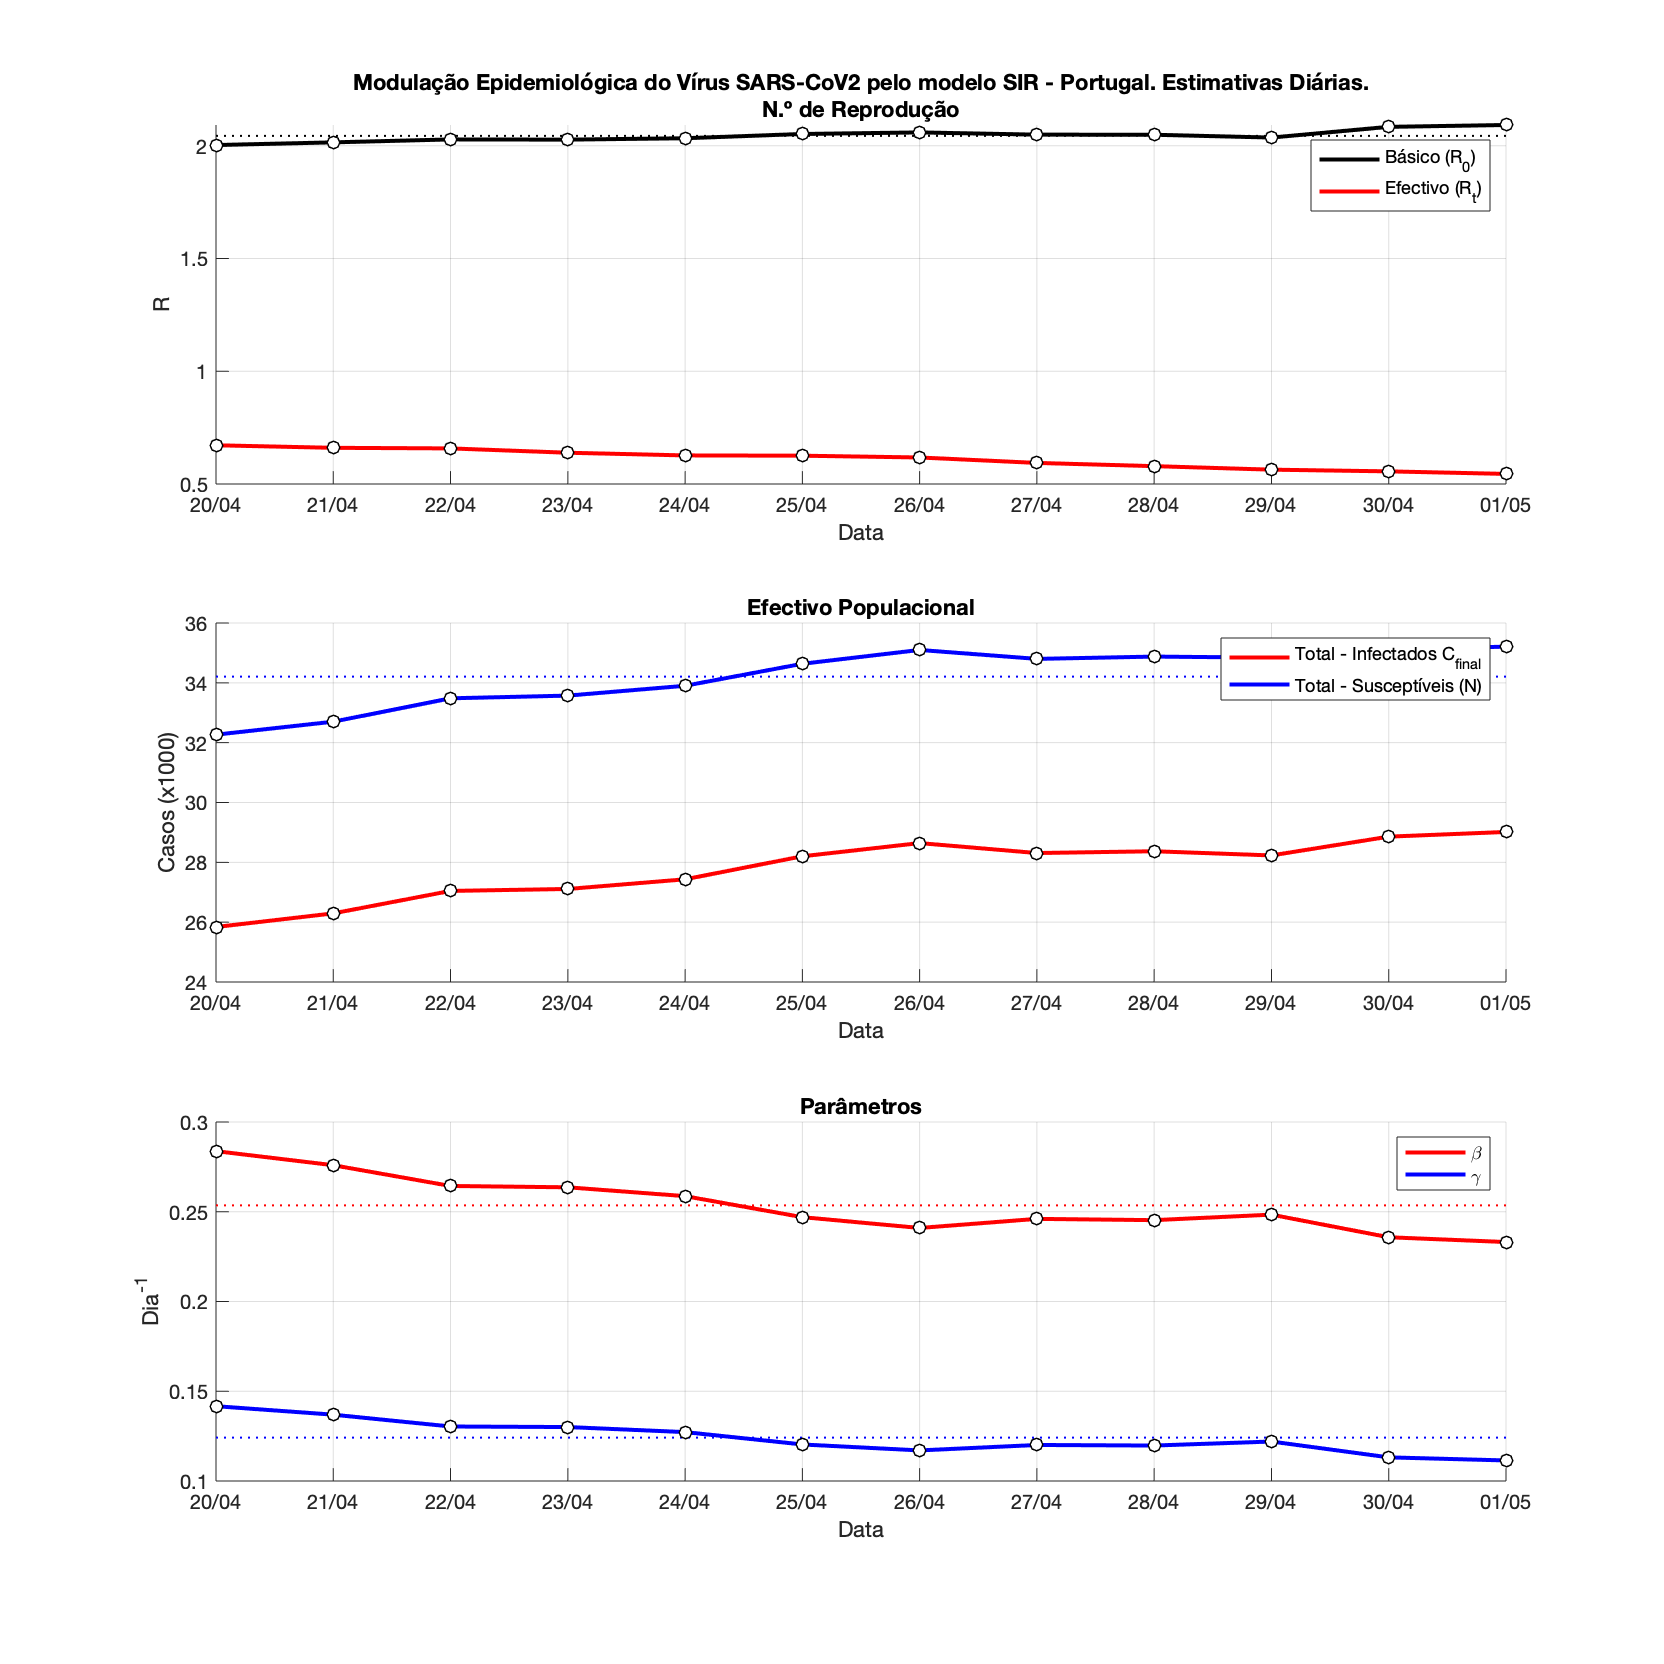 Modulação Epidemiológica do Vírus SARS-CoV2 pelo modelo SIR - Portugal. Estimativas Diárias.
N.º de Reprodução
2
1.5
1
0.5
R
Básico (R0)
Efectivo (Rt)
20/04 21/04 22/04 23/04 24/04 25/04 26/04 27/04 28/04 29/04 30/04 01/05
Data
Efectivo Populacional
36
34
32
30
28
26
24
Casos (x1000)
Total - Infectados Cfinal
Total - Susceptíveis (N)
20/04 21/04 22/04 23/04 24/04 25/04 26/04 27/04 28/04 29/04 30/04 01/05
Data
Parâmetros
0.3
0.25
0.2
0.15
0.1
Dia-1
β
γ
20/04 21/04 22/04 23/04 24/04 25/04 26/04 27/04 28/04 29/04 30/04 01/05
Data